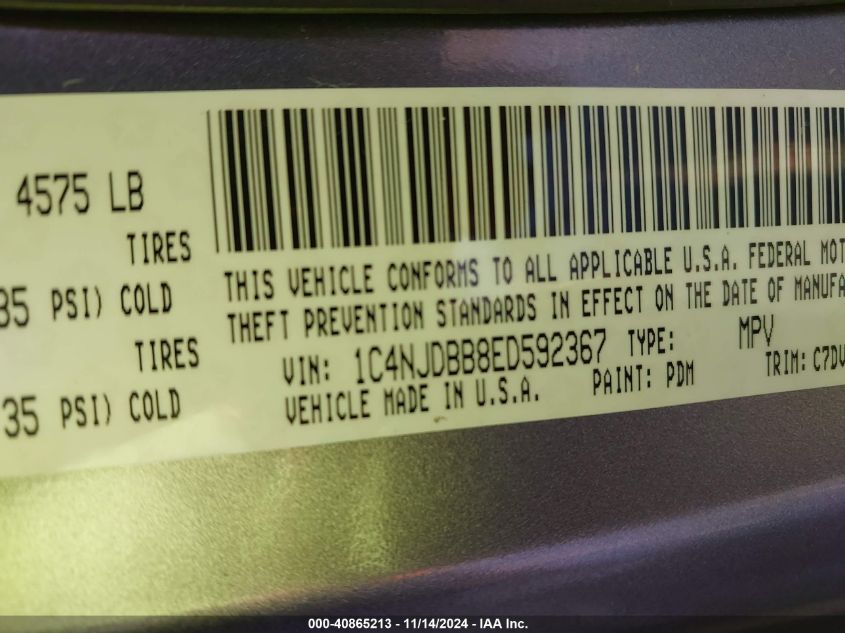 4575 LB
TIRES
35 PSI) COLD
TIRES
35 PSI) COLD
THIS VEHICLE CONFORMS TO ALL APPLICABLE U.S.A. FEDERAL MOT
THEFT PREVENTION STANDARDS IN EFFECT ON THE DATE OF MANUFA
VIN: 1C4NJDBB8ED592367 TYPE: MPV
VEHICLE MADE IN U.S.A. PAINT: PDM TRIM: C7DV
000-40865213 - 11/14/2024 - IAA Inc.